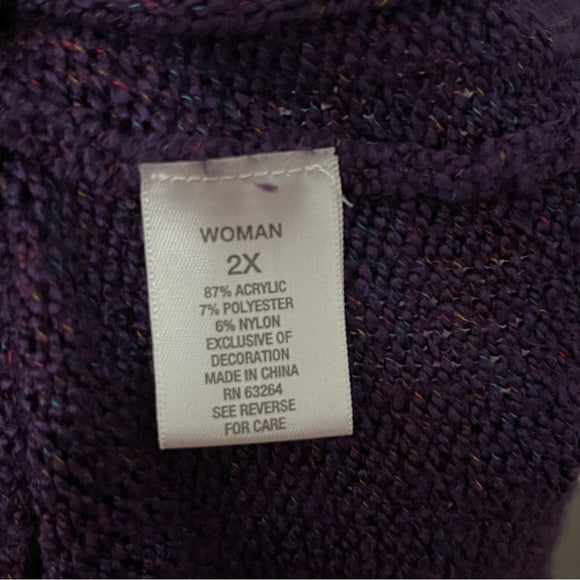 WOMAN
2X
87% ACRYLIC
7% POLYESTER
6% NYLON
EXCLUSIVE OF
DECORATION
MADE IN CHINA
RN 63264
SEE REVERSE
FOR CARE